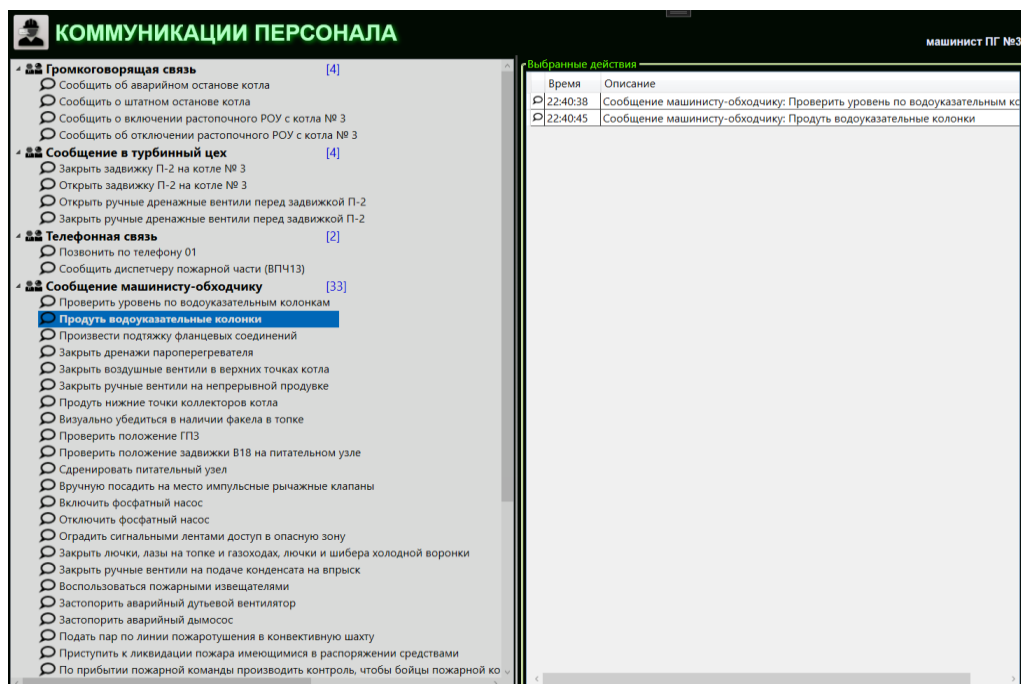 КОММУНИКАЦИИ ПЕРСОНАЛА
машинист ПГ №3
Громкоговорящая связь [4]
Сообщить об аварийном останове котла
Сообщить о штатном останове котла
Сообщить о включении растопочного РОУ с котла № 3
Сообщить об отключении растопочного РОУ с котла № 3
Сообщение в турбинный цех [4]
Закрыть задвижку П-2 на котле № 3
Открыть задвижку П-2 на котле № 3
Открыть ручные дренажные вентили перед задвижкой П-2
Закрыть ручные дренажные вентили перед задвижкой П-2
Телефонная связь [2]
Позвонить по телефону 01
Сообщить диспетчеру пожарной части (ВПЧ13)
Сообщение машинисту-обходчику [33]
Проверить уровень по водоуказательным колонкам
Продуть водоуказательные колонки
Произвести подтяжку фланцевых соединений
Закрыть дренажи пароперегревателя
Закрыть воздушные вентили в верхних точках котла
Закрыть ручные вентили на непрерывной продувке
Продуть нижние точки коллекторов котла
Визуально убедиться в наличии факела в топке
Проверить положение ГПЗ
Проверить положение задвижки В18 на питательном узле
Сдренировать питательный узел
Вручную посадить на место импульсные рычажные клапаны
Включить фосфатный насос
Отключить фосфатный насос
Оградить сигнальными лентами доступ в опасную зону
Закрыть лючки, лазы на топке и газоходах, лючки и шибера холодной воронки
Закрыть ручные вентили на подаче конденсата на впрыск
Воспользоваться пожарными извещателями
Застопорить аварийный дутьевой вентилятор
Застопорить аварийный дымосос
Подать пар по линии пожаротушения в конвективную шахту
Приступить к ликвидации пожара имеющимися в распоряжении средствами
По прибытии пожарной команды производить контроль, чтобы бойцы пожарной ко
Выбранные действия
Время Описание
22:40:38 Сообщение машинисту-обходчику: Проверить уровень по водоуказательным ко
22:40:45 Сообщение машинисту-обходчику: Продуть водоуказательные колонки